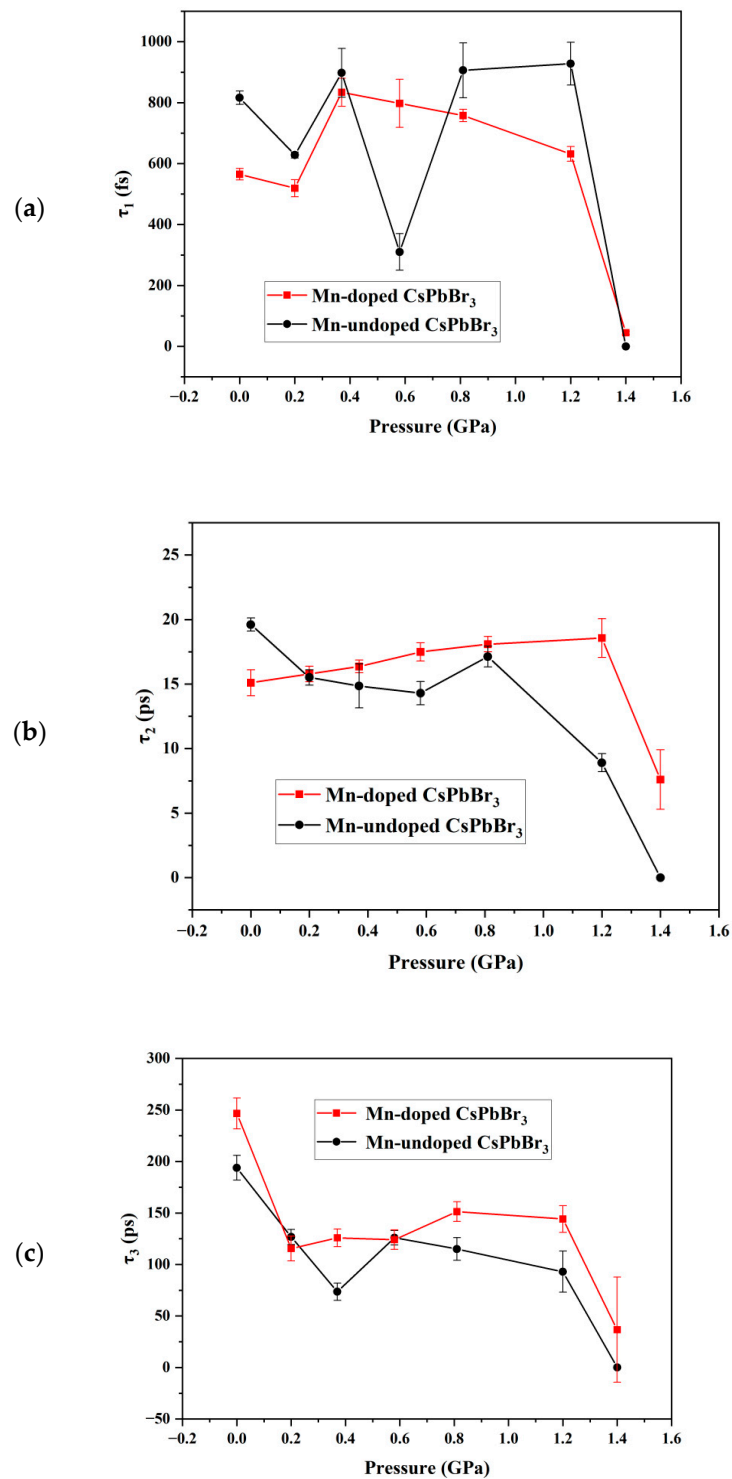 (a)
1000
800
600
400
200
0
τ₁ (fs)
Mn-doped CsPbBr₃
Mn-undoped CsPbBr₃
−0.2 0.0 0.2 0.4 0.6 0.8 1.0 1.2 1.4 1.6
Pressure (GPa)
(b)
25
20
15
10
5
0
τ₂ (ps)
Mn-doped CsPbBr₃
Mn-undoped CsPbBr₃
−0.2 0.0 0.2 0.4 0.6 0.8 1.0 1.2 1.4 1.6
Pressure (GPa)
(c)
300
250
200
150
100
50
0
−50
τ₃ (ps)
Mn-doped CsPbBr₃
Mn-undoped CsPbBr₃
−0.2 0.0 0.2 0.4 0.6 0.8 1.0 1.2 1.4 1.6
Pressure (GPa)